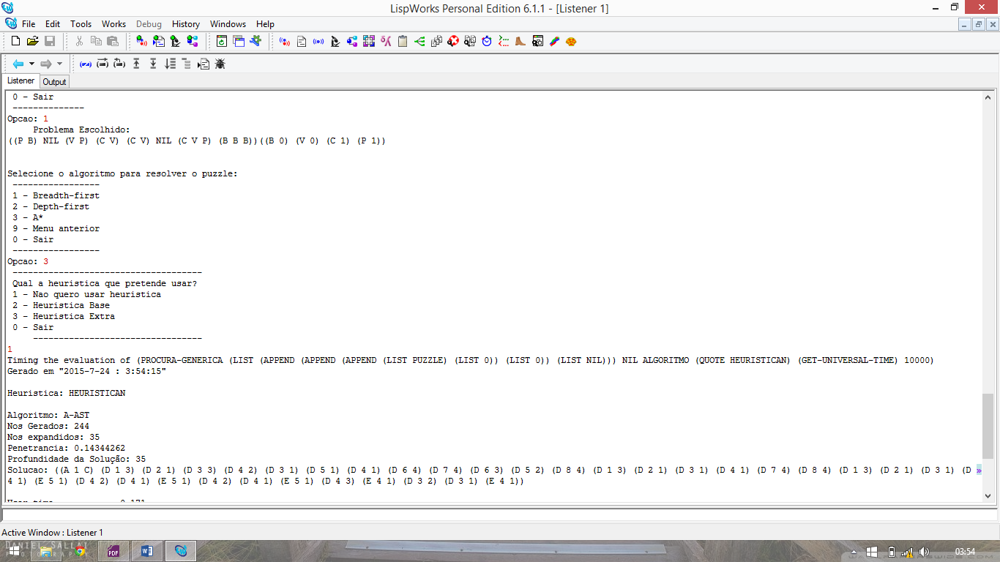 LispWorks Personal Edition 6.1.1 - [Listener 1]
File Edit Tools Works Debug History Windows Help
Listener Output
0 - Sair
--------------
Opcao: 1
Problema Escolhido:
((P B) NIL (V P) (C V) (C V) NIL (C V P) (B B B))((B 0) (V 0) (C 1) (P 1))
Selecione o algoritmo para resolver o puzzle:
-----------------
1 - Breadth-first
2 - Depth-first
3 - A*
9 - Menu anterior
0 - Sair
-----------------
Opcao: 3
-------------------------------------
Qual a heuristica que pretende usar?
1 - Nao quero usar heuristica
2 - Heuristica Base
3 - Heuristica Extra
0 - Sair
---------------------------------
1
Timing the evaluation of (PROCURA-GENERICA (LIST (APPEND (APPEND (APPEND (LIST PUZZLE) (LIST 0)) (LIST 0)) (LIST NIL))) NIL ALGORITMO (QUOTE HEURISTICAN) (GET-UNIVERSAL-TIME) 10000)
Gerado em "2015-7-24 : 3:54:15"
Heuristica: HEURISTICAN
Algoritmo: A-AST
Nos Gerados: 244
Nos expandidos: 35
Penetrancia: 0.14344262
Profundidade da Solução: 35
Solucao: ((A 1 C) (D 1 3) (D 2 1) (D 3 3) (D 4 2) (D 3 1) (D 5 1) (D 4 1) (D 6 4) (D 7 4) (D 6 3) (D 5 2) (D 8 4) (D 1 3) (D 2 1) (D 3 1) (D 4 1) (D 7 4) (D 8 4) (D 1 3) (D 2 1) (D 3 1) (D
4 1) (E 5 1) (D 4 2) (D 4 1) (E 5 1) (D 4 2) (D 4 1) (E 5 1) (D 4 3) (E 4 1) (D 3 2) (D 3 1) (E 4 1))
User time 0.171
Active Window : Listener 1
DANIEL SALLAI
PDF
03:54